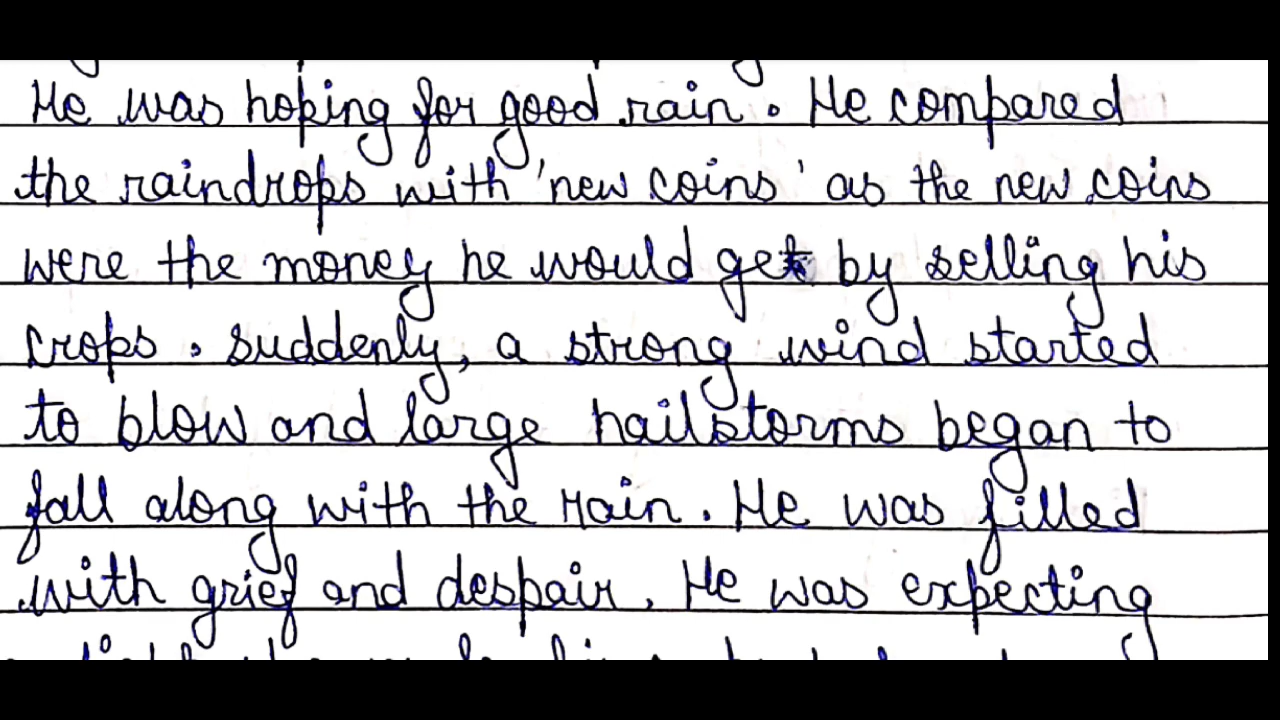 He was hoping for good rain. He compared
the raindrops with 'new coins' as the new coins
were the money he would get by selling his
crops. suddenly, a strong wind started
to blow and large hailstorms began to
fall along with the rain. He was filled
with grief and despair. He was expecting